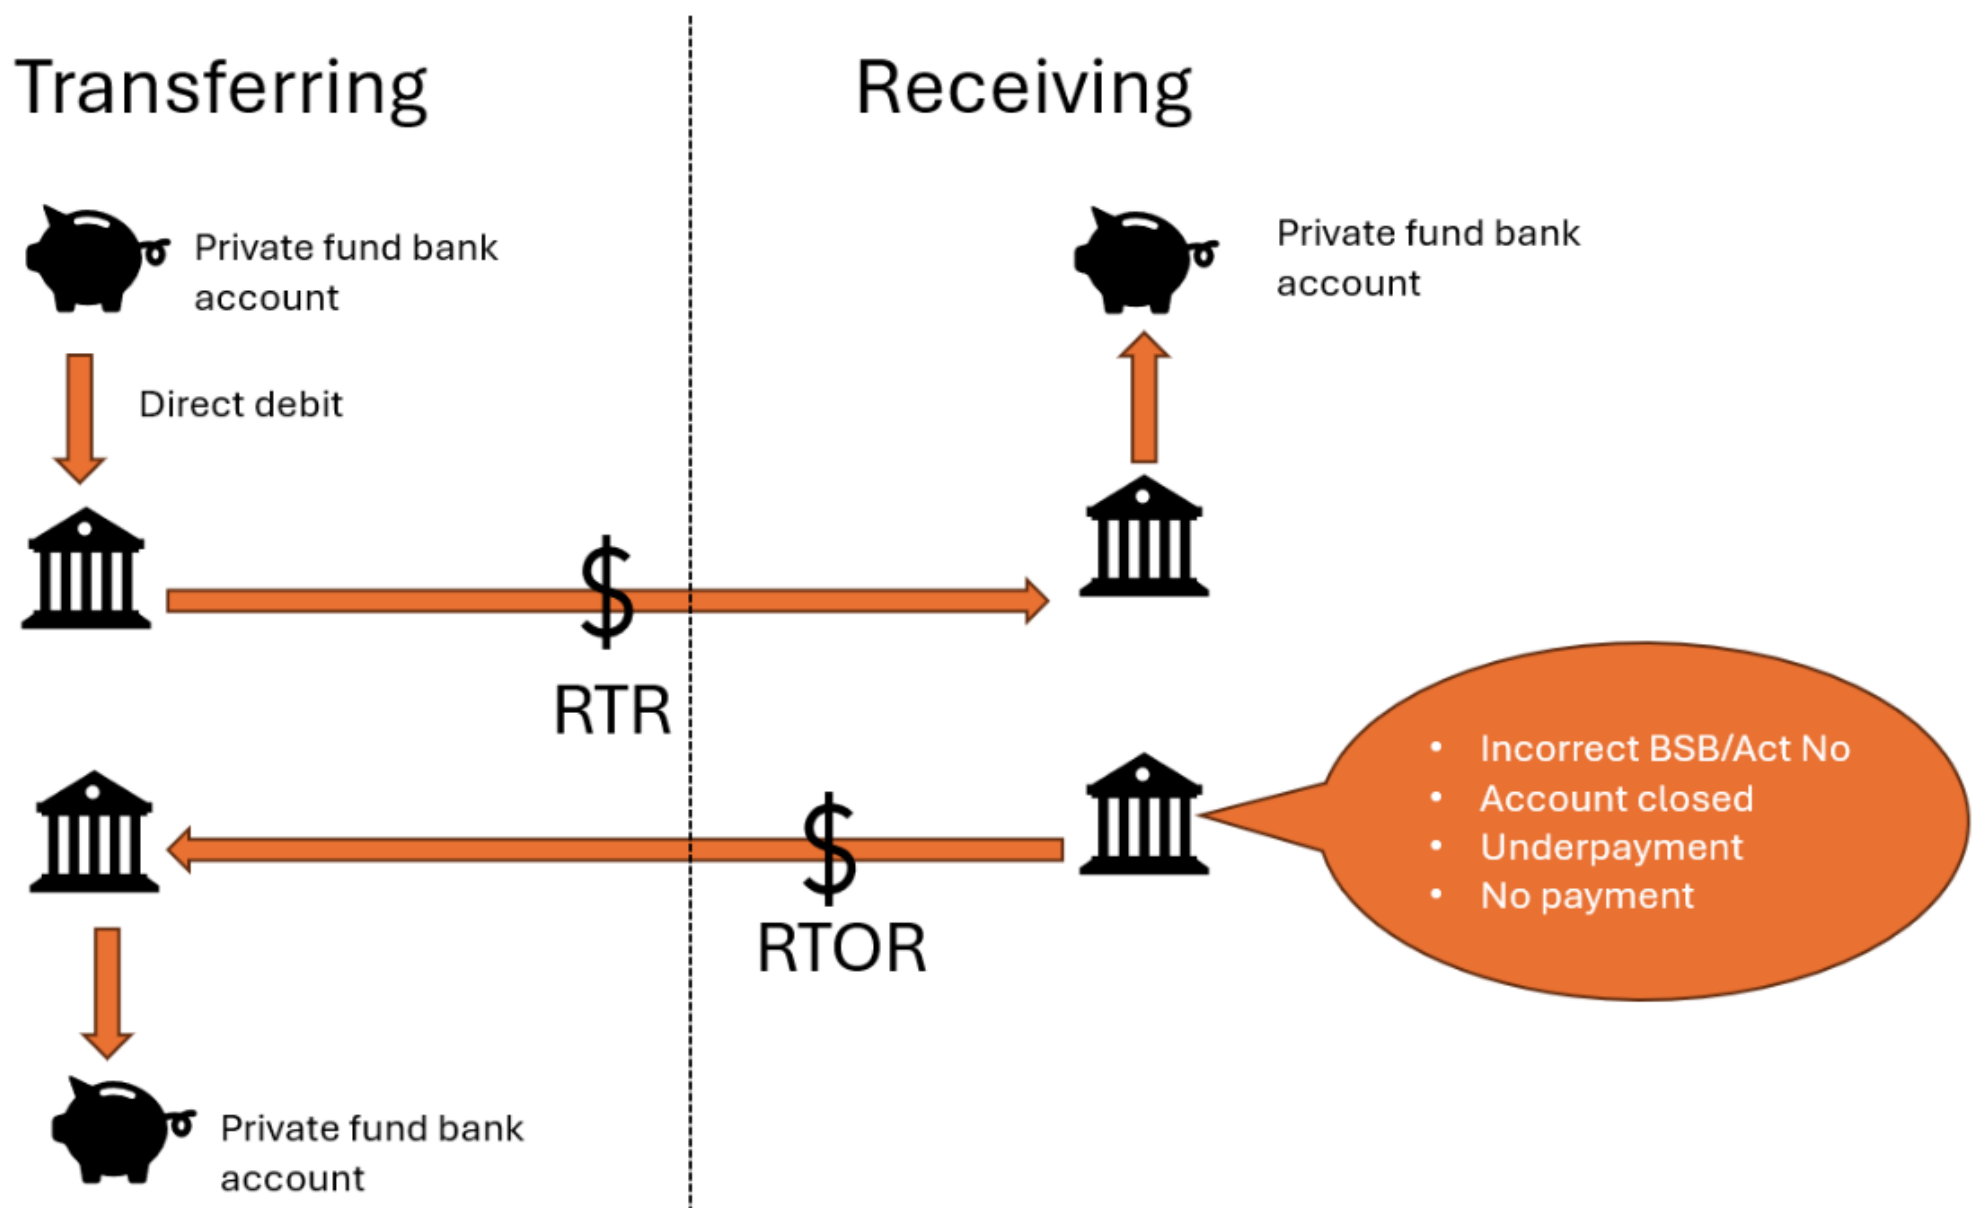 Transferring
Receiving
Private fund bank
account
Private fund bank
account
Direct debit
$
RTR
$
RTOR
• Incorrect BSB/Act No
• Account closed
• Underpayment
• No payment
Private fund bank
account